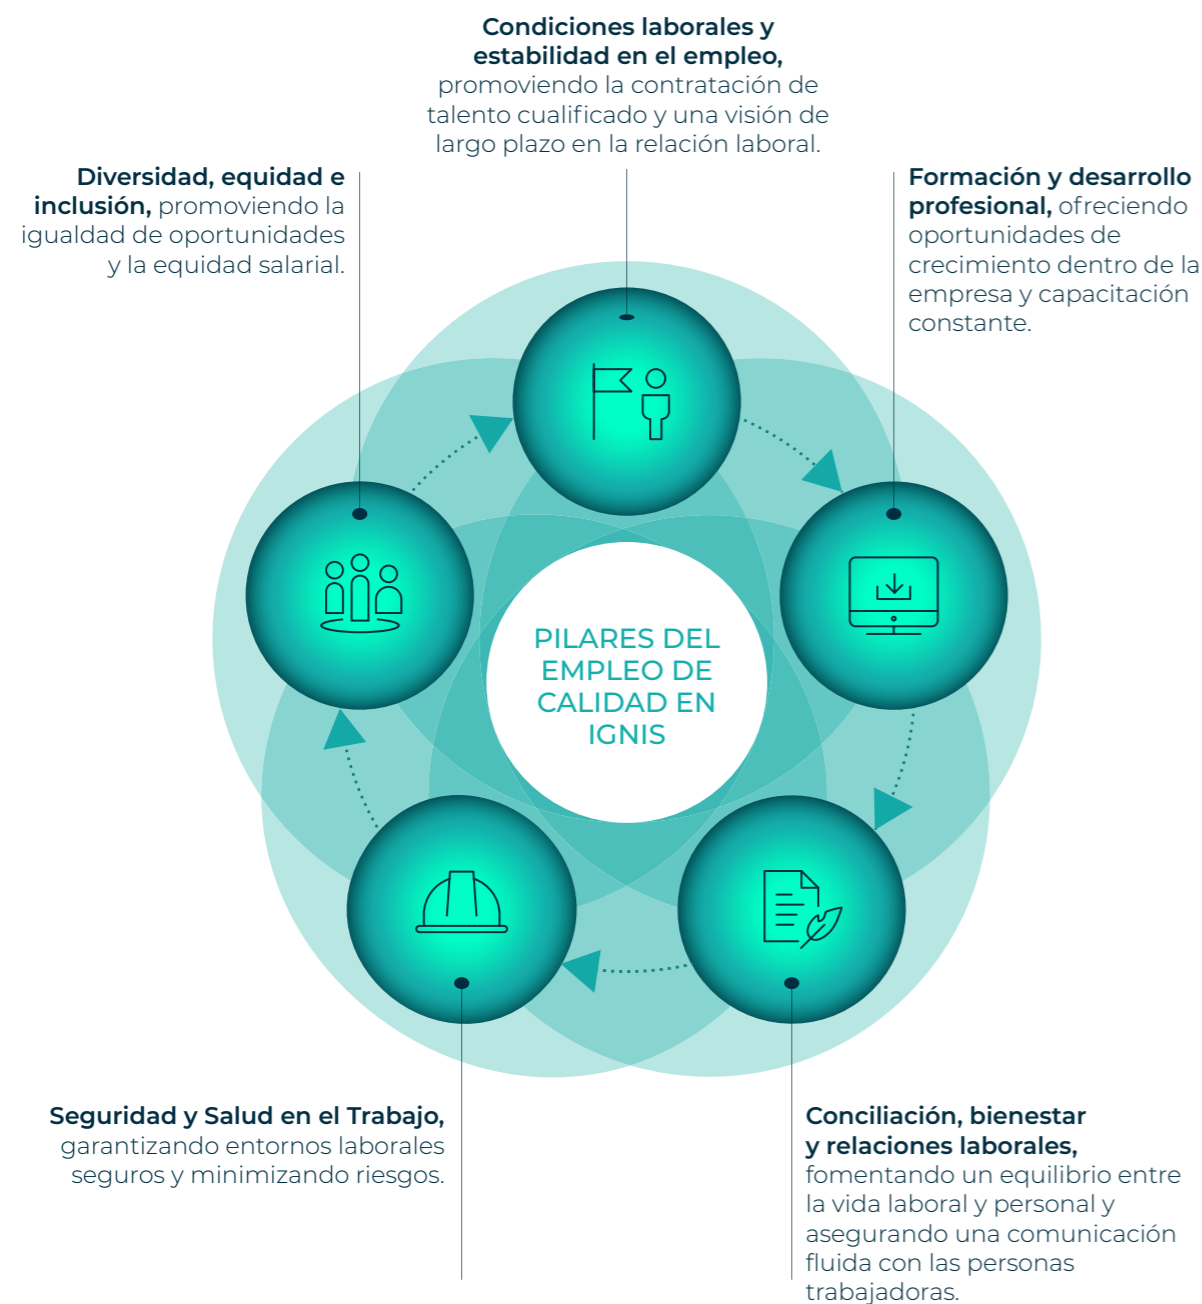 Condiciones laborales y
estabilidad en el empleo,
promoviendo la contratación de
talento cualificado y una visión de
largo plazo en la relación laboral.
Diversidad, equidad e
inclusión, promoviendo la
igualdad de oportunidades
y la equidad salarial.
Formación y desarrollo
profesional, ofreciendo
oportunidades de
crecimiento dentro de la
empresa y capacitación
constante.
PILARES DEL
EMPLEO DE
CALIDAD EN
IGNIS
Seguridad y Salud en el Trabajo,
garantizando entornos laborales
seguros y minimizando riesgos.
Conciliación, bienestar
y relaciones laborales,
fomentando un equilibrio entre
la vida laboral y personal y
asegurando una comunicación
fluida con las personas
trabajadoras.